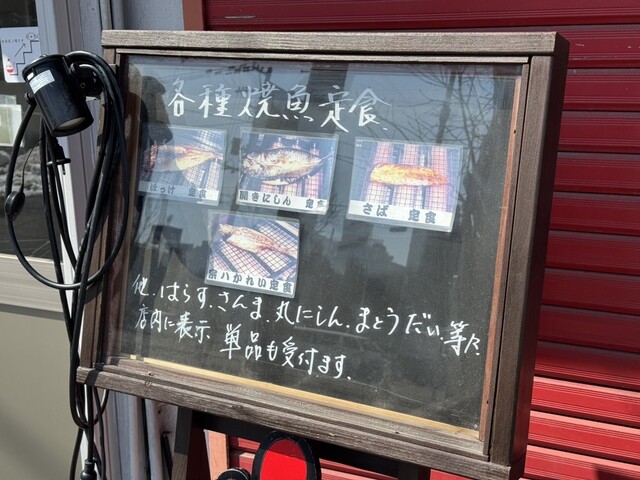 各種焼魚定食
ほっけ 定食
開きにしん 定食
さば 定食
宗八かれい定食
他、はらす、さんま、丸にしん、まとうだい、等々
店内に表示、単品も受付ます。